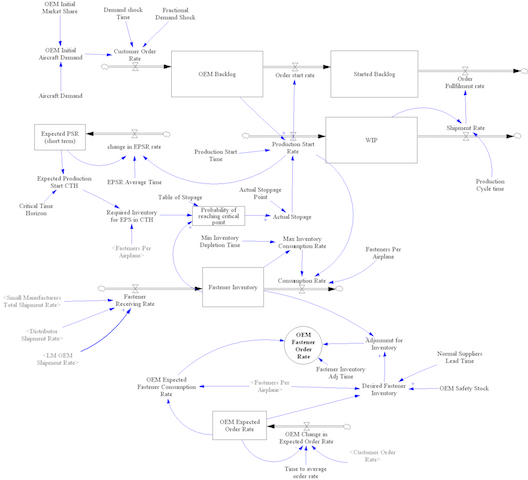 OEM Initial
Market Share
Demand shock
Time
Fractional
Demand Shock
OEM Initial
Aircraft Demand
Customer Order
Rate
OEM Backlog
Order start rate
Started Backlog
Order
Fullfilment rate
Aircraft Demand
Expected PSR
(short term)
change in EPSR rate
Production Start
Time
Production Start
Rate
WIP
Shipment Rate
EPSR Average Time
Expected Production
Start CTH
Production
Cycle time
Critical Time
Horizon
Required Inventory
for EPS in CTH
Table of Stopage
Probability of
reaching critical
point
Actual Stoppage
Point
Actual Stopage
<Fasteners Per
Airplane>
Min Inventory
Depletion Time
Max Inventory
Consumption Rate
Fasteners Per
Airplane
Fastener Inventory
Consumption Rate
<Small Manufacturers
Total Shipment Rate>
Fastener
Receiving Rate
<Distributor
Shipment Rate>
<LM OEM
Shipment Rate>
OEM
Fastener
Order
Rate
Adjustment for
Inventory
Fastener Inventory
Adj Time
Normal Suppliers
Lead Time
OEM Expected
Fastener Consumption
Rate
<Fasteners Per
Airplane>
Desired Fastener
Inventory
OEM Safety Stock
OEM Expected
Order Rate
OEM Change in
Expected Order Rate
<Customer Order
Rate>
Time to average
order rate